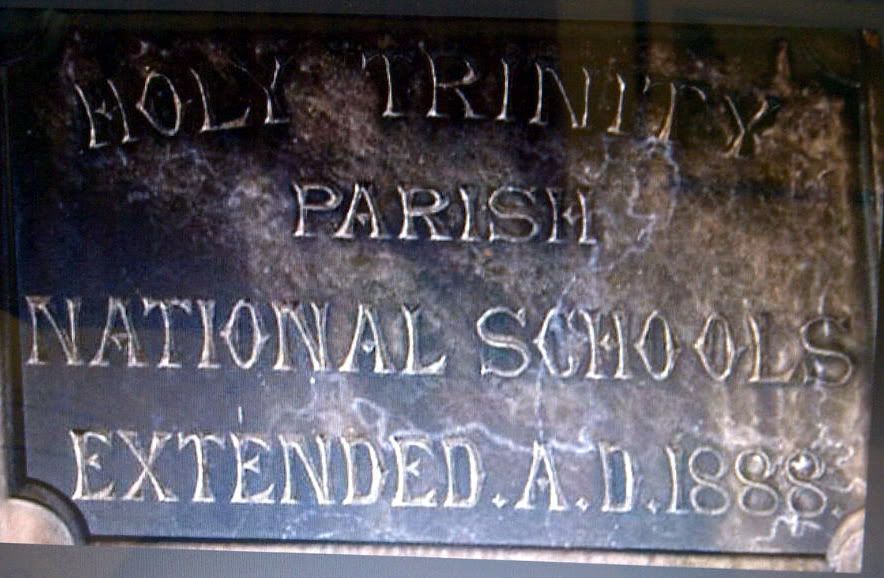 HOLY TRINITY
PARISH
NATIONAL SCHOOLS
EXTENDED. A.D. 1888.